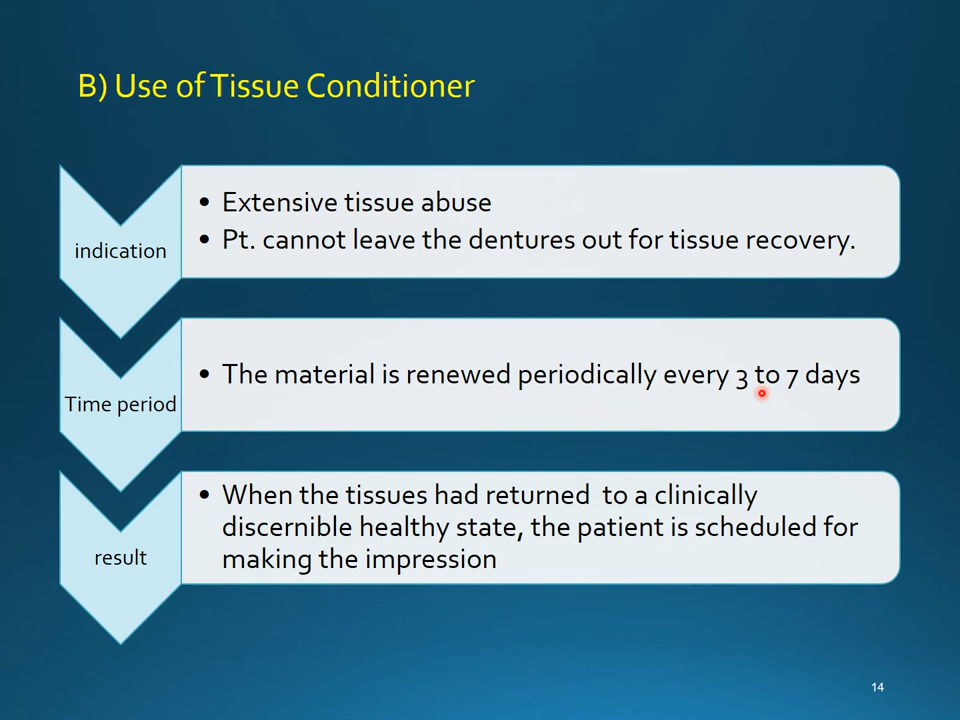 B) Use of Tissue Conditioner
indication
• Extensive tissue abuse
• Pt. cannot leave the dentures out for tissue recovery.
Time period
• The material is renewed periodically every 3 to 7 days
result
• When the tissues had returned  to a clinically
discernible healthy state, the patient is scheduled for
making the impression
14